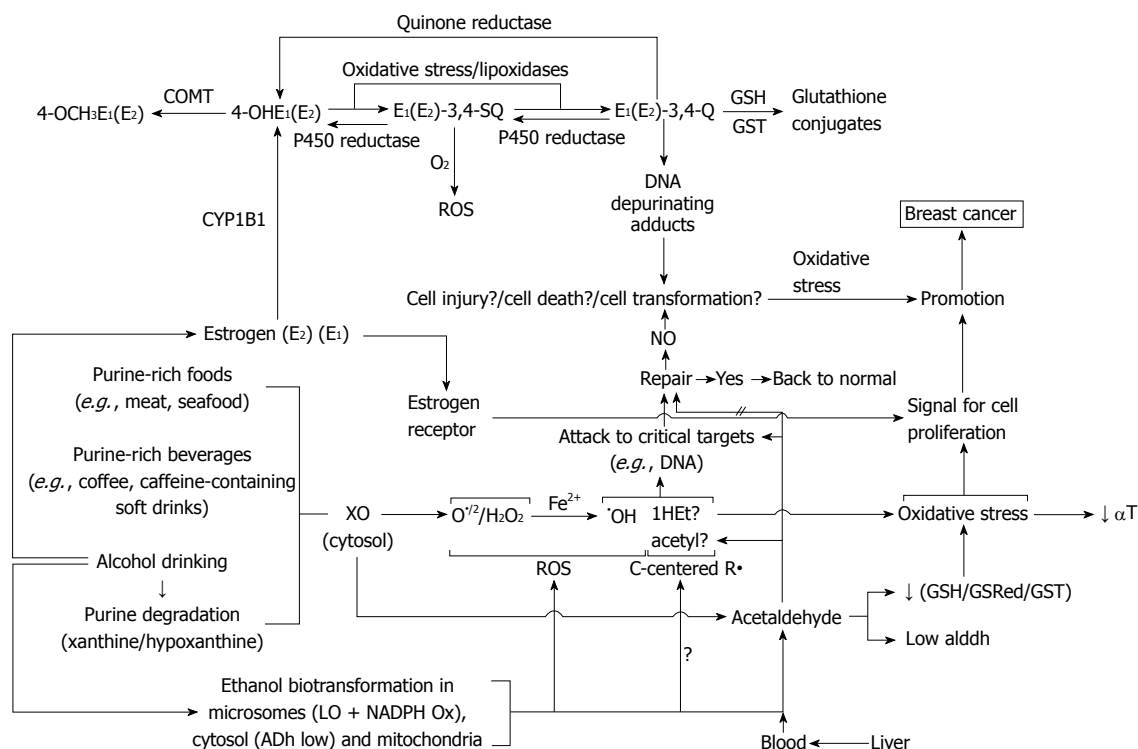 Quinone reductase
Oxidative stress/lipoxidases
COMT
4-OCH3E1(E2)
4-OHE1(E2)
E1(E2)-3,4-SQ
E1(E2)-3,4-Q
GSH
GST
Glutathione
conjugates
P450 reductase
P450 reductase
O2
ROS
DNA
depurinating
adducts
CYP1B1
Breast cancer
Oxidative
stress
Cell injury?/cell death?/cell transformation?
Promotion
Estrogen (E2) (E1)
NO
Purine-rich foods
(e.g., meat, seafood)
Repair
Yes
Back to normal
Estrogen
receptor
Signal for cell
proliferation
Attack to critical targets
(e.g., DNA)
Purine-rich beverages
(e.g., coffee, caffeine-containing
soft drinks)
XO
(cytosol)
O•/2/H2O2
Fe2+
•OH
1HEt?
acetyl?
Oxidative stress
↓ αT
ROS
C-centered R•
Alcohol drinking
↓
Purine degradation
(xanthine/hypoxanthine)
Acetaldehyde
↓ (GSH/GSRed/GST)
Low alddh
?
Ethanol biotransformation in
microsomes (LO + NADPH Ox),
cytosol (ADh low) and mitochondria
Blood
Liver